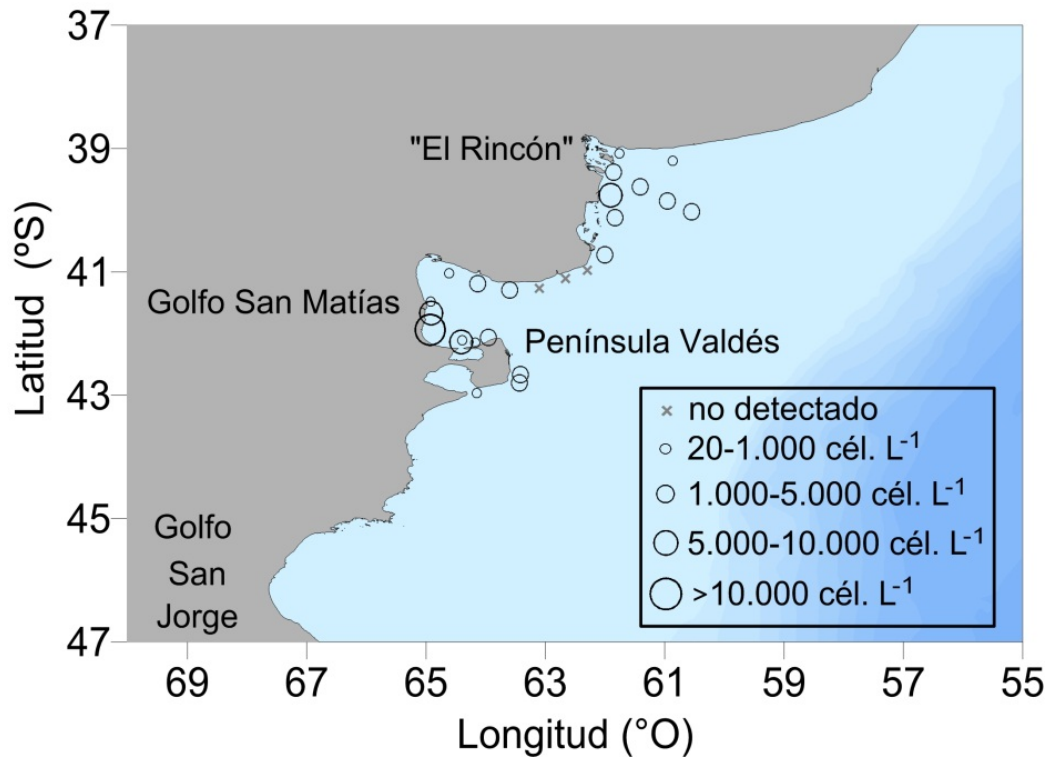 37
39
41
43
45
47
Latitud (ºS)
"El Rincón"
Golfo San Matías
Península Valdés
Golfo
San
Jorge
× no detectado
20-1.000 cél. L⁻¹
1.000-5.000 cél. L⁻¹
5.000-10.000 cél. L⁻¹
>10.000 cél. L⁻¹
69 67 65 63 61 59 57 55
Longitud (°O)